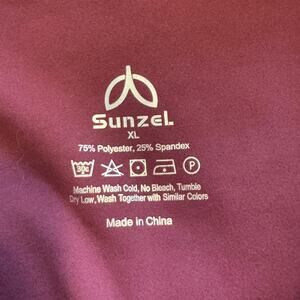 SunzeL
XL
75% Polyester, 25% Spandex
30c P
Machine Wash Cold, No Bleach, Tumble
Dry Low, Wash Together with Similar Colors
Made in China